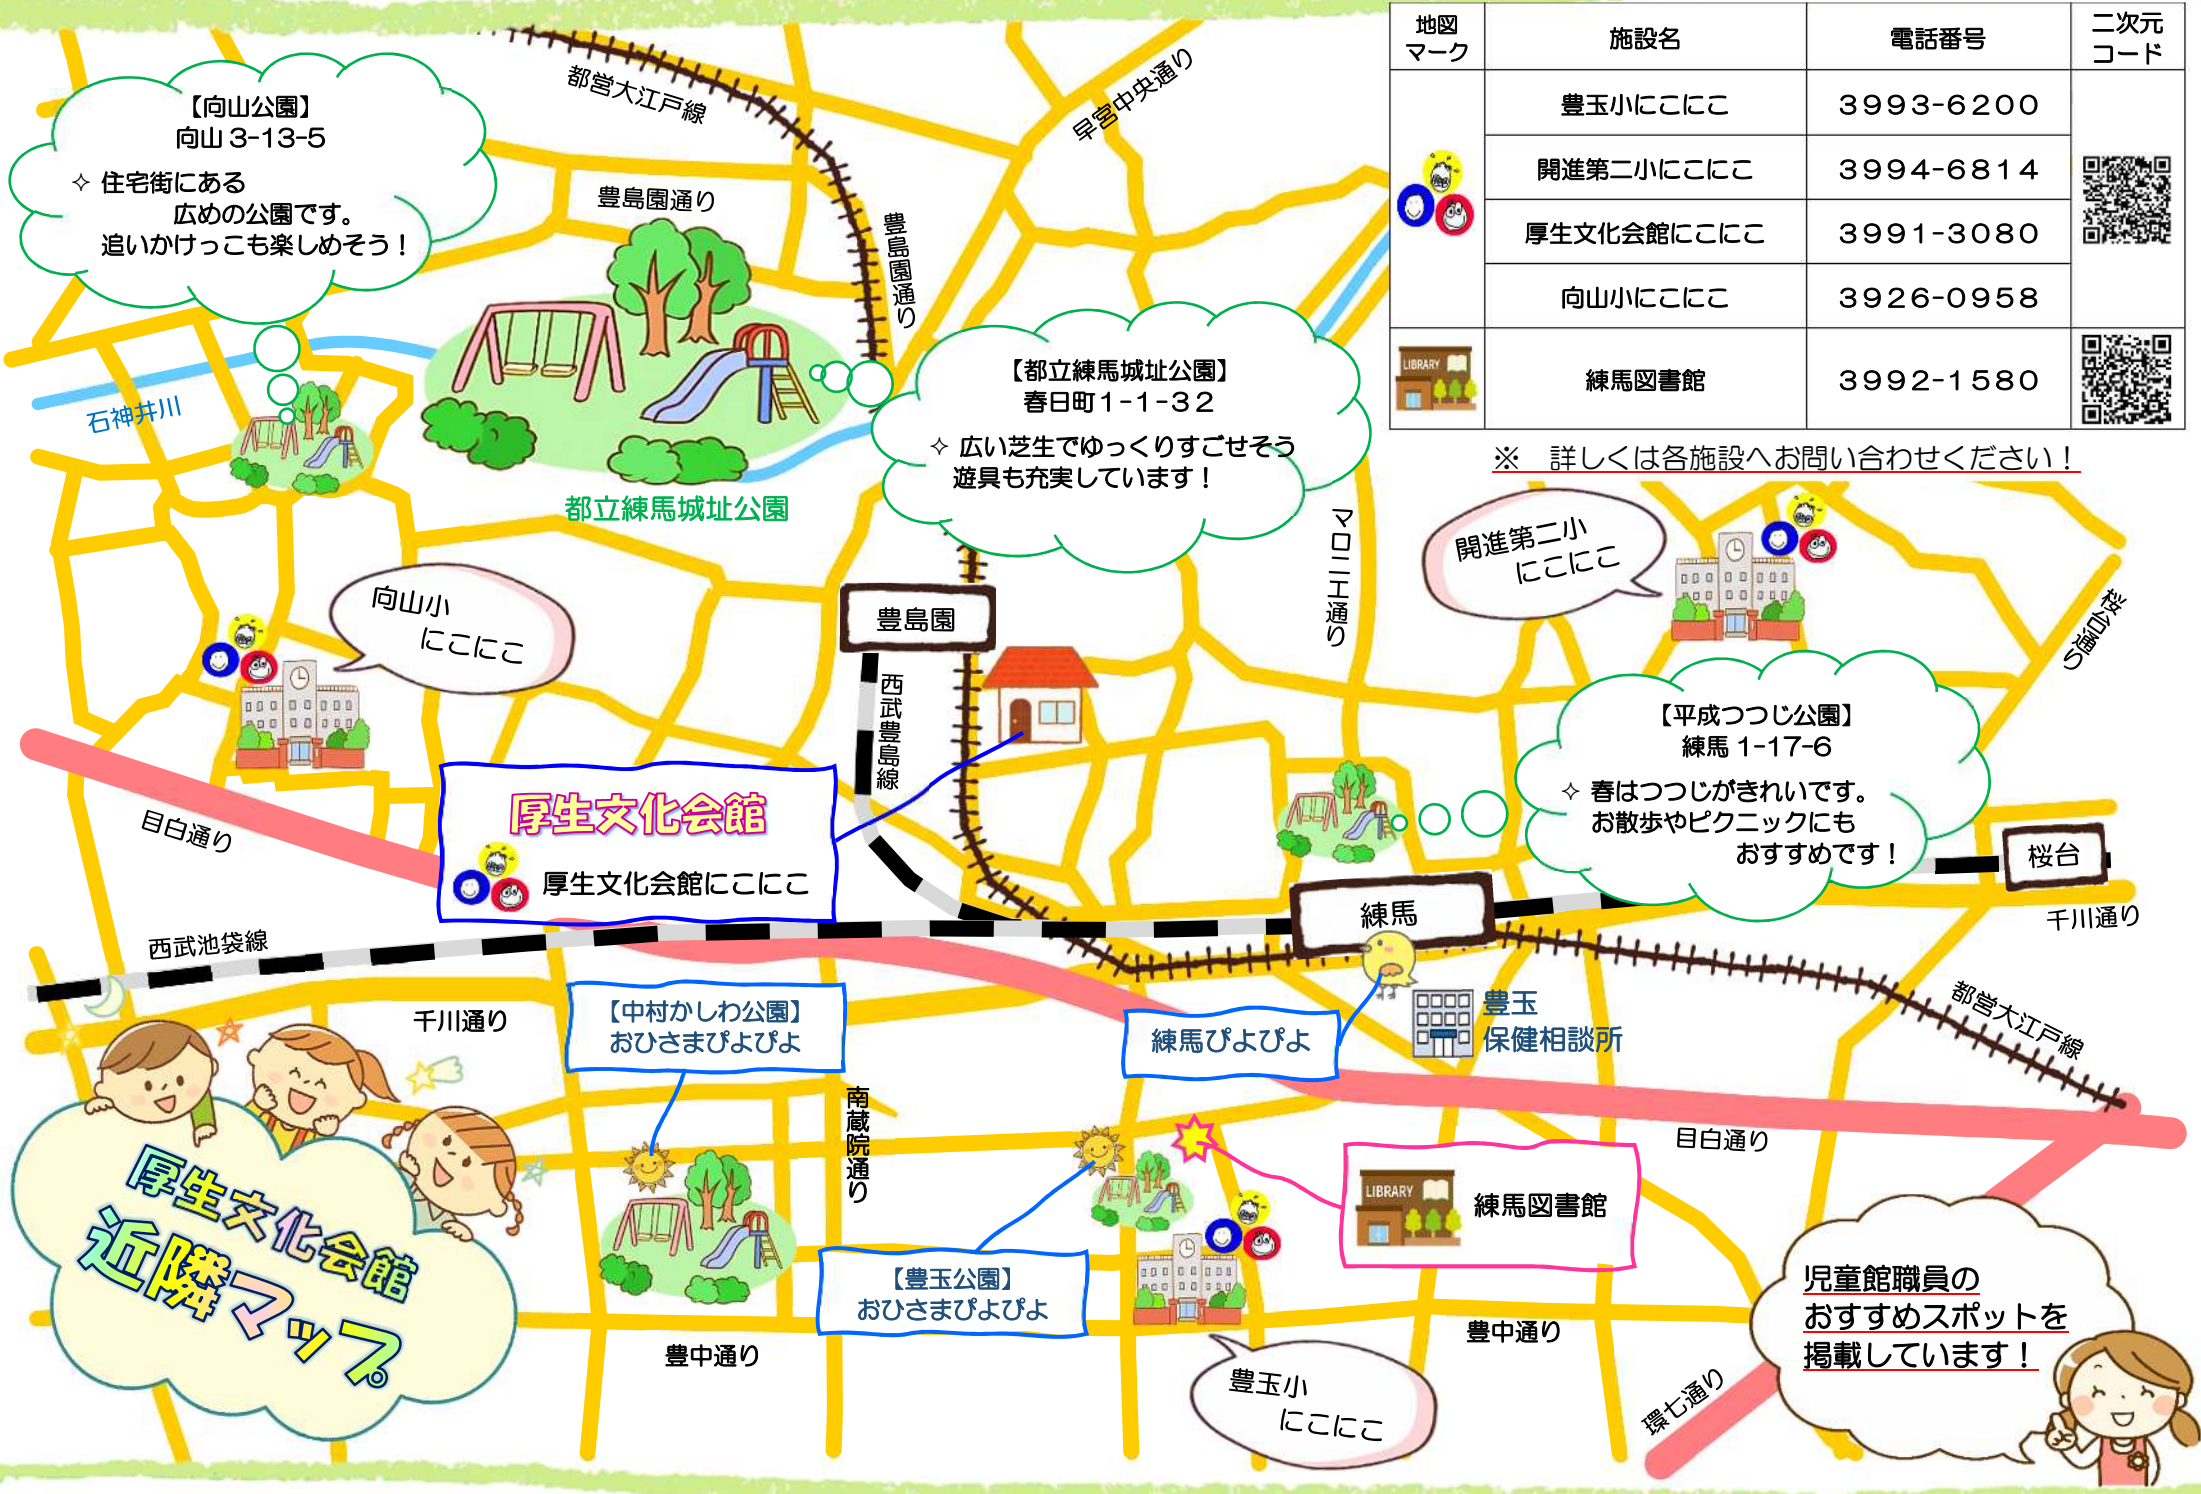 地図
マーク
施設名
電話番号
二次元
コード
豊玉小にこにこ
3993-6200
開進第二小にこにこ
3994-6814
厚生文化会館にこにこ
3991-3080
向山小にこにこ
3926-0958
LIBRARY
練馬図書館
3992-1580
※ 詳しくは各施設へお問い合わせください！
【向山公園】
向山 3-13-5
✧ 住宅街にある
広めの公園です。
追いかけっこも楽しめそう！
都営大江戸線
早宮中央通り
豊島園通り
豊島園通り
石神井川
都立練馬城址公園
【都立練馬城址公園】
春日町1-1-32
✧ 広い芝生でゆっくりすごせそう
遊具も充実しています！
マロニエ通り
開進第二小
にこにこ
桜台通り
向山小
にこにこ
豊島園
西武豊島線
【平成つつじ公園】
練馬 1-17-6
✧ 春はつつじがきれいです。
お散歩やピクニックにも
おすすめです！
目白通り
厚生文化会館
厚生文化会館にこにこ
桜台
練馬
千川通り
西武池袋線
千川通り
【中村かしわ公園】
おひさまぴよぴよ
練馬ぴよぴよ
豊玉
保健相談所
都営大江戸線
南蔵院通り
目白通り
LIBRARY
練馬図書館
厚生文化会館
近隣マップ
【豊玉公園】
おひさまぴよぴよ
豊中通り
豊中通り
豊玉小
にこにこ
環七通り
児童館職員の
おすすめスポットを
掲載しています！